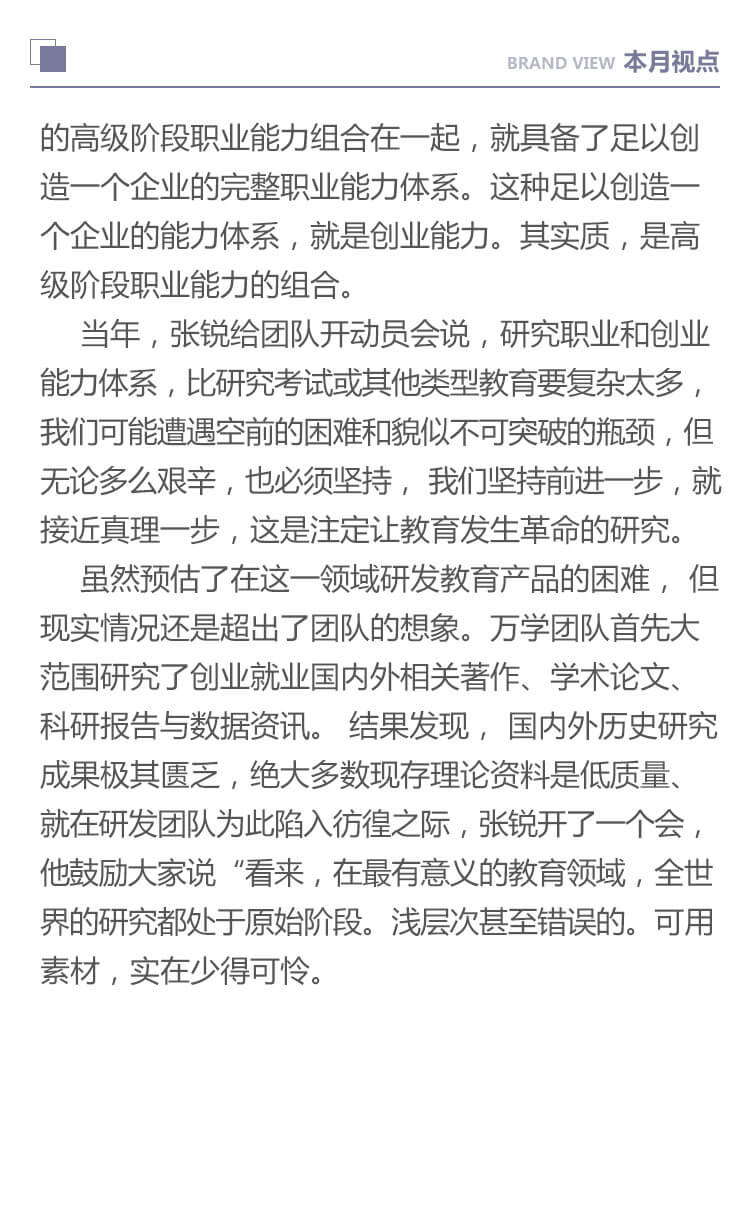 BRAND VIEW 本月视点
的高级阶段职业能力组合在一起，就具备了足以创
造一个企业的完整职业能力体系。这种足以创造一
个企业的能力体系，就是创业能力。其实质，是高
级阶段职业能力的组合。
当年，张锐给团队开动员会说，研究职业和创业
能力体系，比研究考试或其他类型教育要复杂太多，
我们可能遭遇空前的困难和貌似不可突破的瓶颈，但
无论多么艰辛，也必须坚持， 我们坚持前进一步，就
接近真理一步，这是注定让教育发生革命的研究。
虽然预估了在这一领域研发教育产品的困难， 但
现实情况还是超出了团队的想象。万学团队首先大
范围研究了创业就业国内外相关著作、学术论文、
科研报告与数据资讯。 结果发现， 国内外历史研究
成果极其匮乏，绝大多数现存理论资料是低质量、
就在研发团队为此陷入彷徨之际，张锐开了一个会，
他鼓励大家说“看来，在最有意义的教育领域，全世
界的研究都处于原始阶段。浅层次甚至错误的。可用
素材，实在少得可怜。